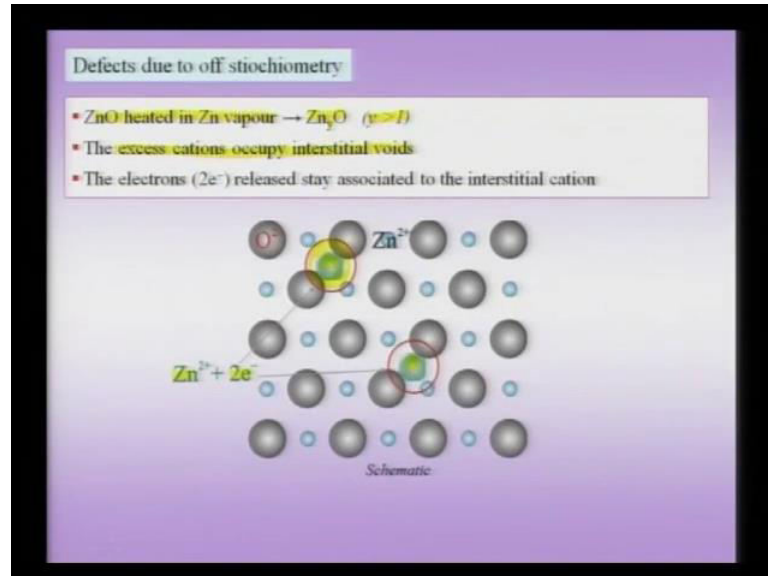 Defects due to off stiochiometry
▪ ZnO heated in Zn vapour → ZnyO (y >1)
▪ The excess cations occupy interstitial voids
▪ The electrons (2e⁻) released stay associated to the interstitial cation
O²⁻ Zn²⁺
Zn²⁺ + 2e⁻
Schematic